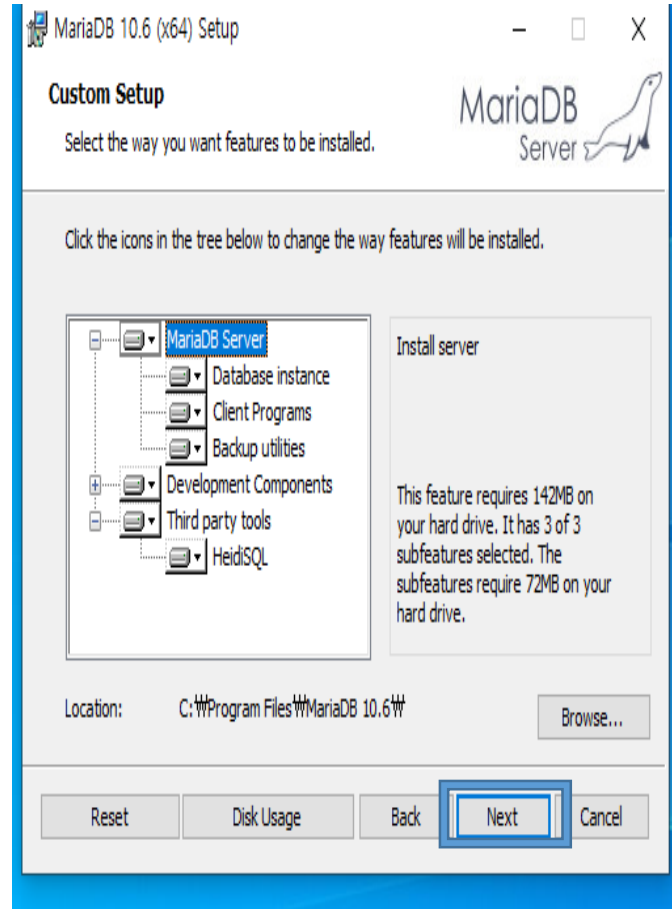 MariaDB 10.6 (x64) Setup
Custom Setup
Select the way you want features to be installed.
MariaDB
Server
Click the icons in the tree below to change the way features will be installed.
MariaDB Server
Database instance
Client Programs
Backup utilities
Development Components
Third party tools
HeidiSQL
Install server
This feature requires 142MB on
your hard drive. It has 3 of 3
subfeatures selected. The
subfeatures require 72MB on your
hard drive.
Location: C:₩Program Files₩MariaDB 10.6₩
Browse...
Reset Disk Usage Back Next Cancel